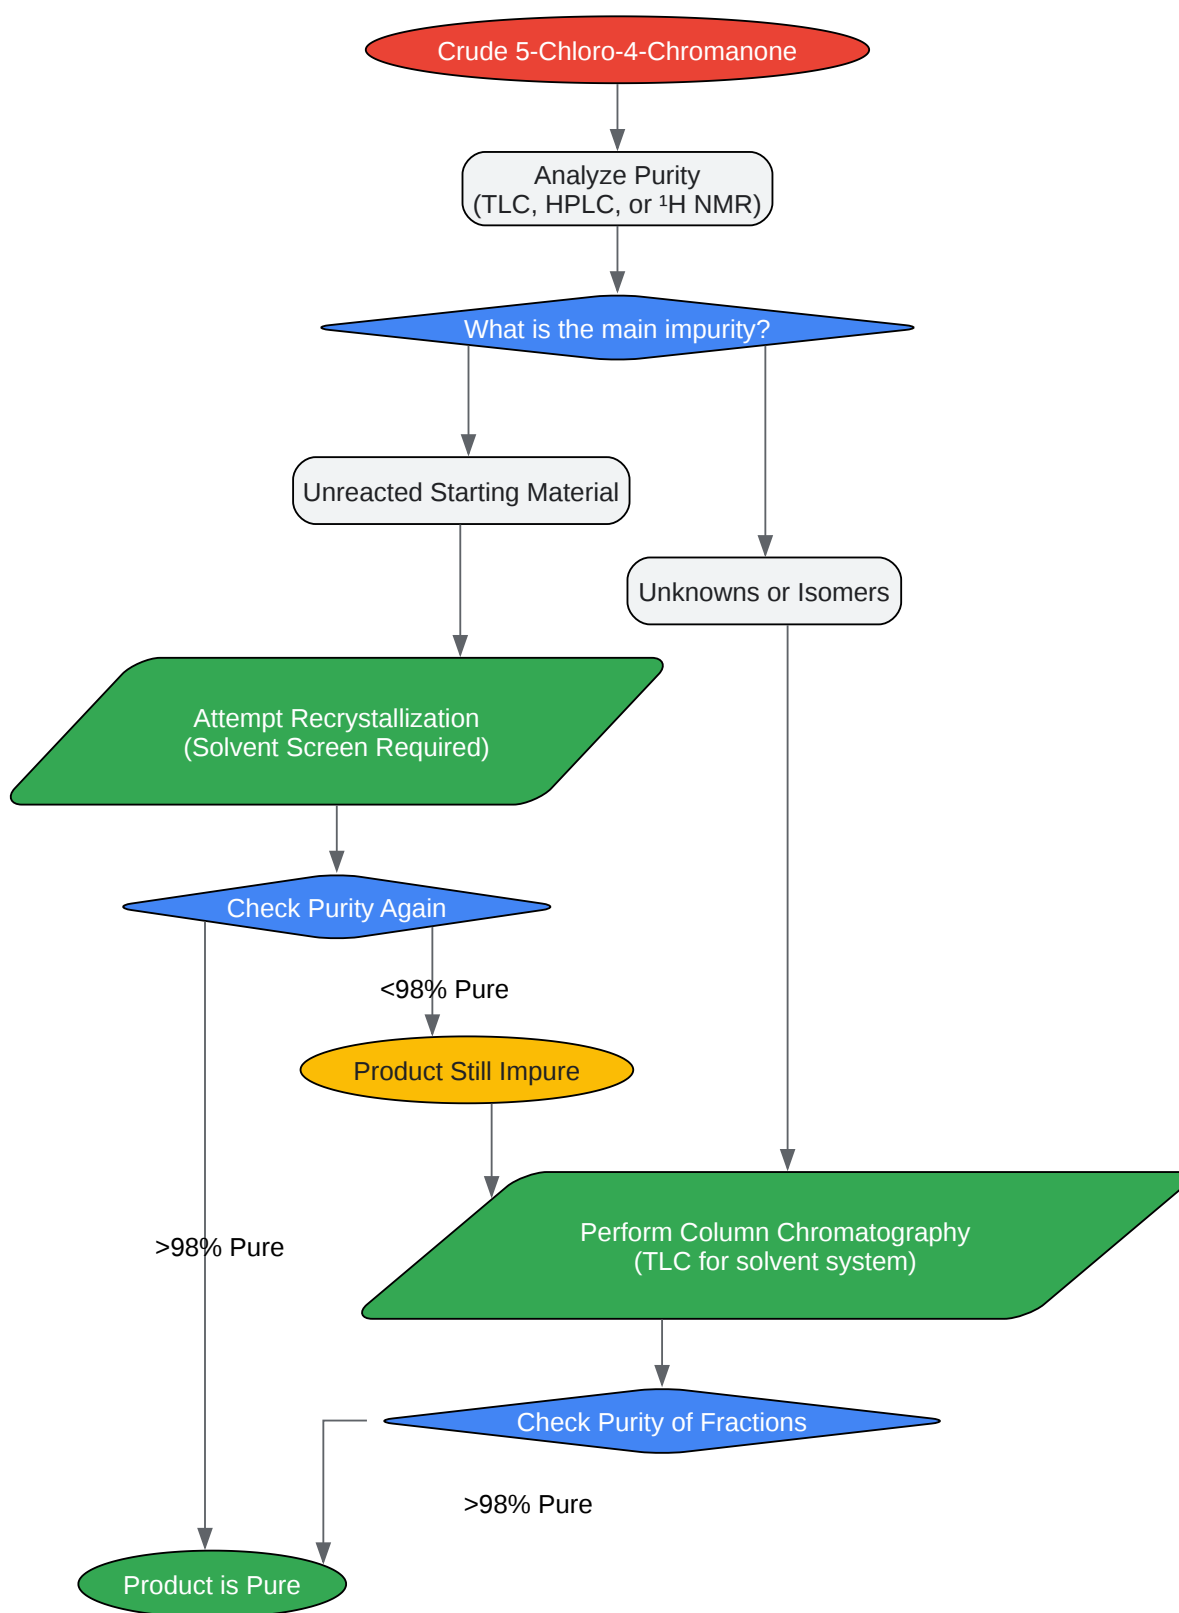 Crude 5-Chloro-4-Chromanone
Analyze Purity
(TLC, HPLC, or ¹H NMR)
What is the main impurity?
Unreacted Starting Material
Unknowns or Isomers
Attempt Recrystallization
(Solvent Screen Required)
Check Purity Again
<98% Pure
Product Still Impure
>98% Pure
Perform Column Chromatography
(TLC for solvent system)
Check Purity of Fractions
>98% Pure
Product is Pure